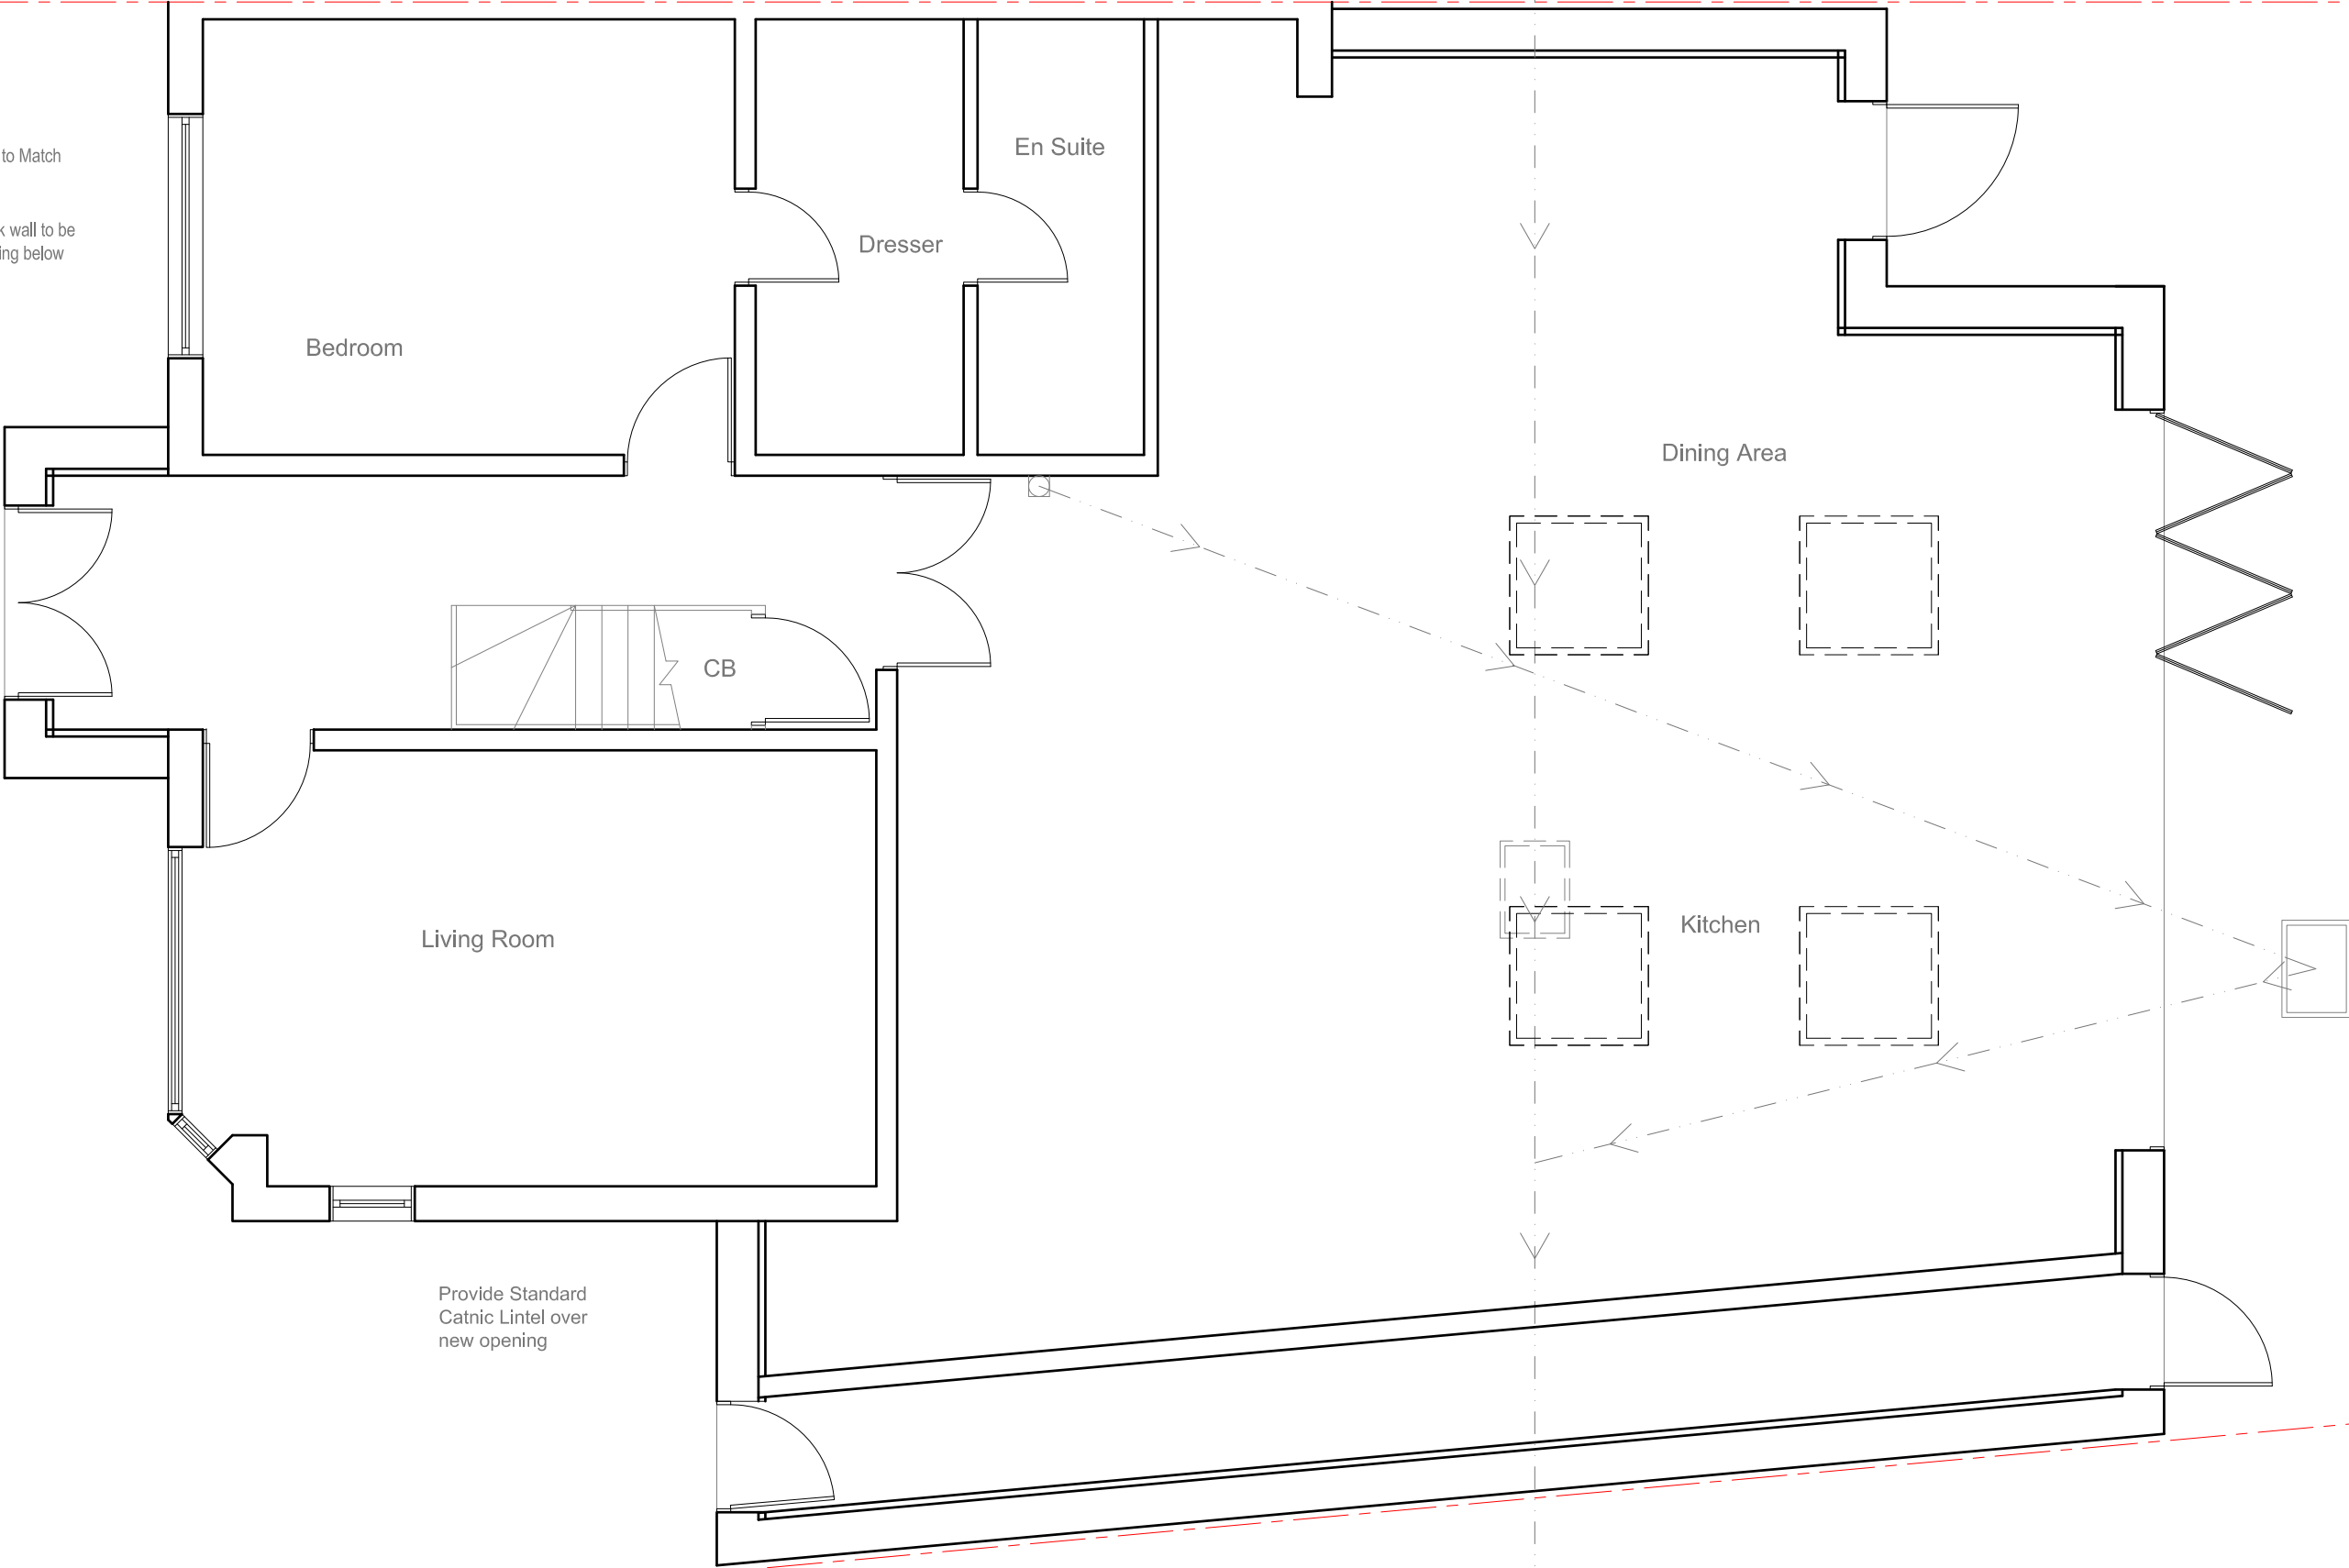 to Match
wall to be
below
Bedroom
Dresser
En Suite
Dining Area
CB
Living Room
Kitchen
Provide Standard
Catnic Lintel over
new opening